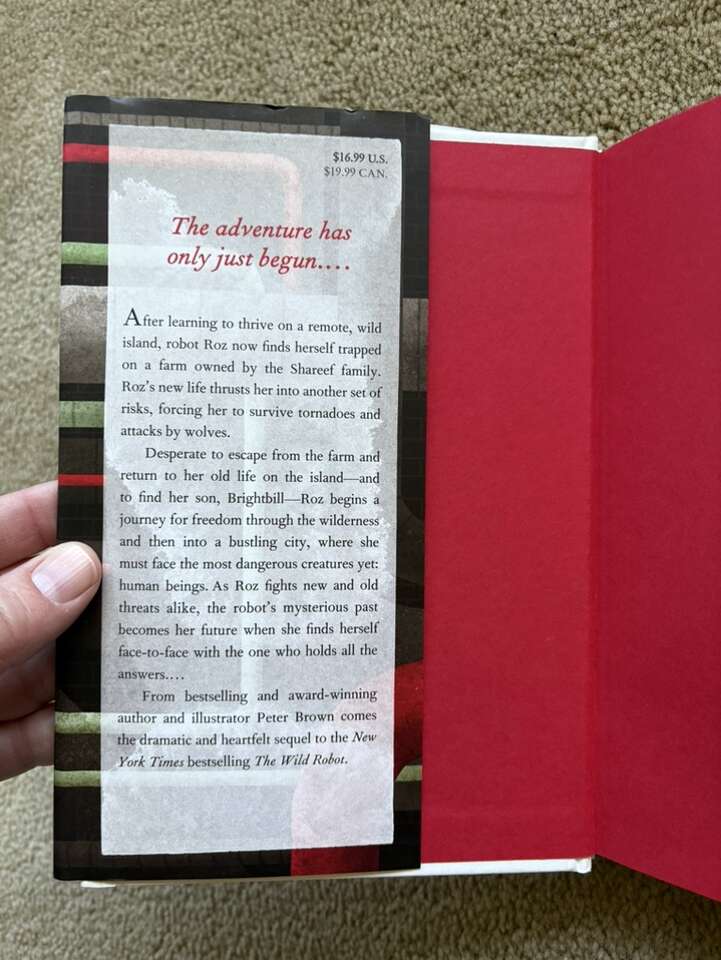 $16.99 U.S.
$19.99 CAN.
The adventure has
only just begun....
After learning to thrive on a remote, wild
island, robot Roz now finds herself trapped
on a farm owned by the Shareef family.
Roz's new life thrusts her into another set of
risks, forcing her to survive tornadoes and
attacks by wolves.
Desperate to escape from the farm and
return to her old life on the island—and
to find her son, Brightbill—Roz begins a
journey for freedom through the wilderness
and then into a bustling city, where she
must face the most dangerous creatures yet:
human beings. As Roz fights new and old
threats alike, the robot's mysterious past
becomes her future when she finds herself
face-to-face with the one who holds all the
answers....
From bestselling and award-winning
author and illustrator Peter Brown comes
the dramatic and heartfelt sequel to the New
York Times bestselling The Wild Robot.